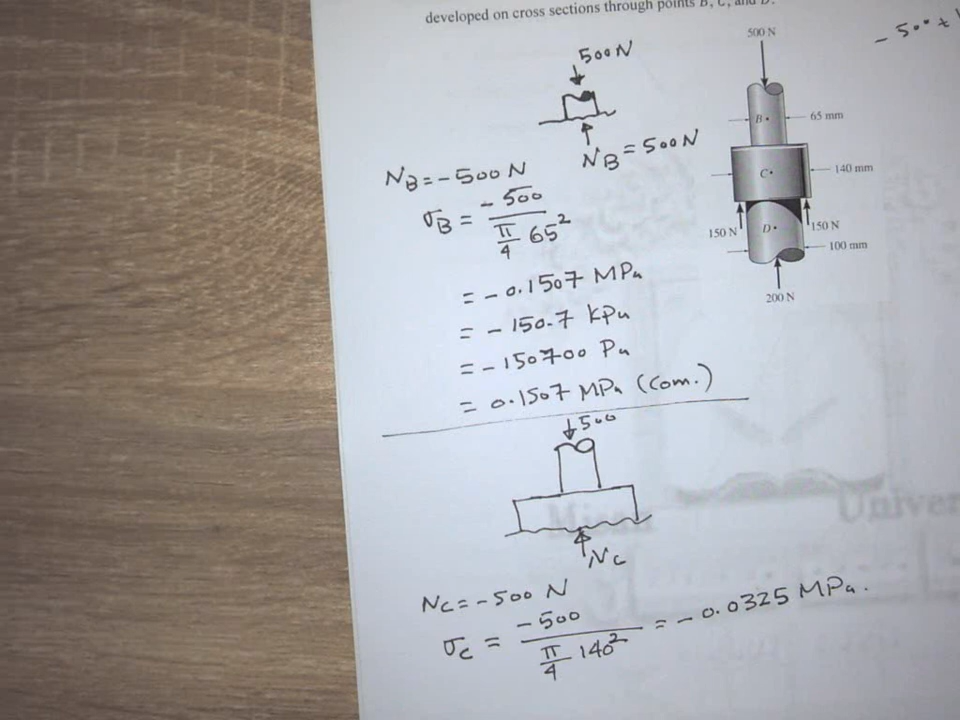 developed on cross sections through points B, C, and D.
500 N
N_B = 500 N
N_B = -500 N
σ_B = -500 / (π/4 65²)
= -0.1507 MPa
= -150.7 kPa
= -150700 Pa
= 0.1507 MPa (Com.)
500 N
B
65 mm
C
140 mm
150 N
D
150 N
100 mm
200 N
500
N_C
N_C = -500 N
σ_C = -500 / (π/4 140²) = -0.0325 MPa.
- 500 +